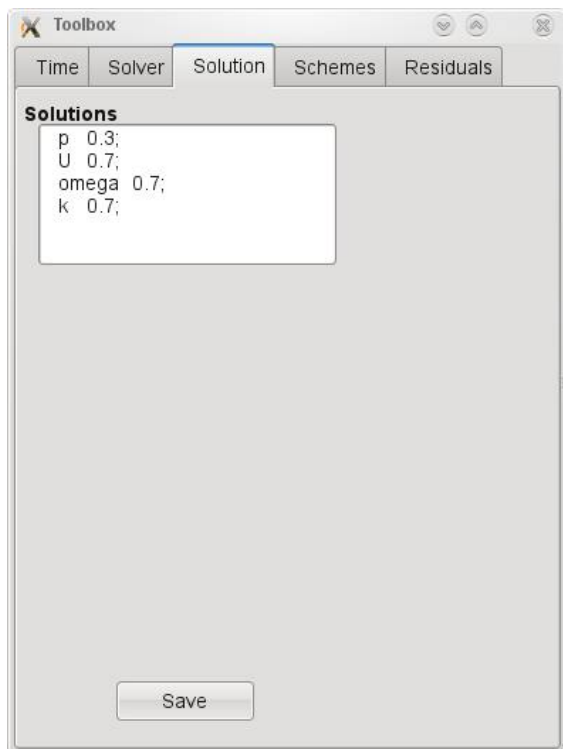 Toolbox
Time Solver Solution Schemes Residuals
Solutions
p 0.3;
U 0.7;
omega 0.7;
k 0.7;
Save